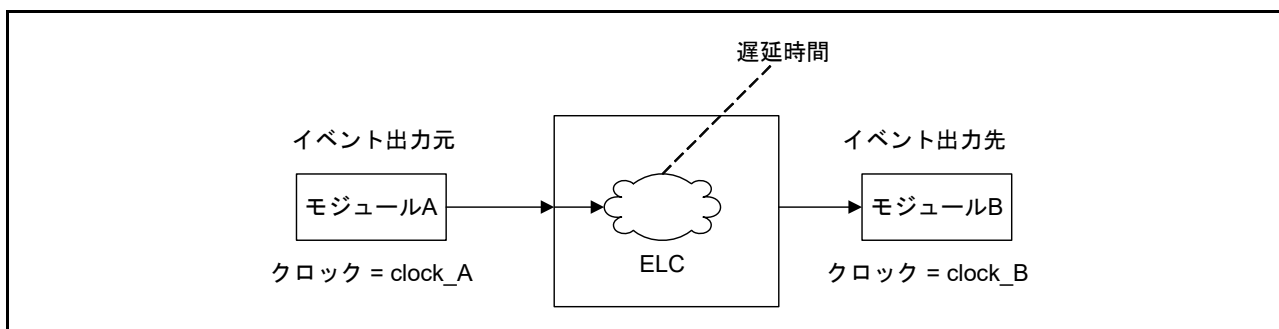 遅延時間
イベント出力元
イベント出力先
モジュールA
モジュールB
ELC
クロック = clock_A
クロック = clock_B